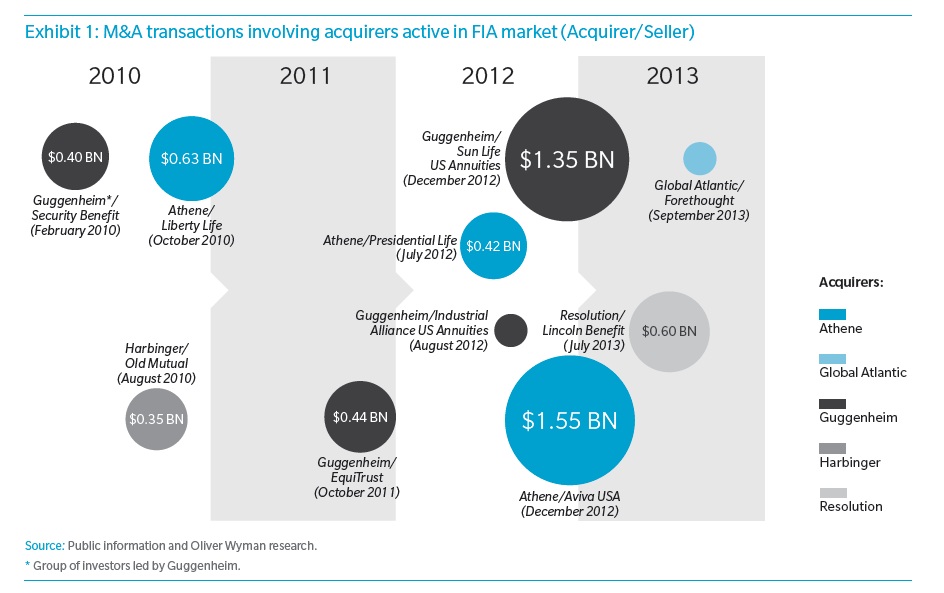 Exhibit 1: M&A transactions involving acquirers active in FIA market (Acquirer/Seller)
2010
2011
2012
2013
$0.40 BN
Guggenheim*/
Security Benefit
(February 2010)
$0.63 BN
Athene/
Liberty Life
(October 2010)
Guggenheim/
Sun Life
US Annuities
(December 2012)
$1.35 BN
Global Atlantic/
Forethought
(September 2013)
Athene/Presidential Life
(July 2012)
$0.42 BN
Guggenheim/Industrial
Alliance US Annuities
(August 2012)
Resolution/
Lincoln Benefit
(July 2013)
$0.60 BN
Harbinger/
Old Mutual
(August 2010)
$0.35 BN
$0.44 BN
Guggenheim/
EquiTrust
(October 2011)
$1.55 BN
Athene/Aviva USA
(December 2012)
Acquirers:
Athene
Global Atlantic
Guggenheim
Harbinger
Resolution
Source: Public information and Oliver Wyman research.
* Group of investors led by Guggenheim.